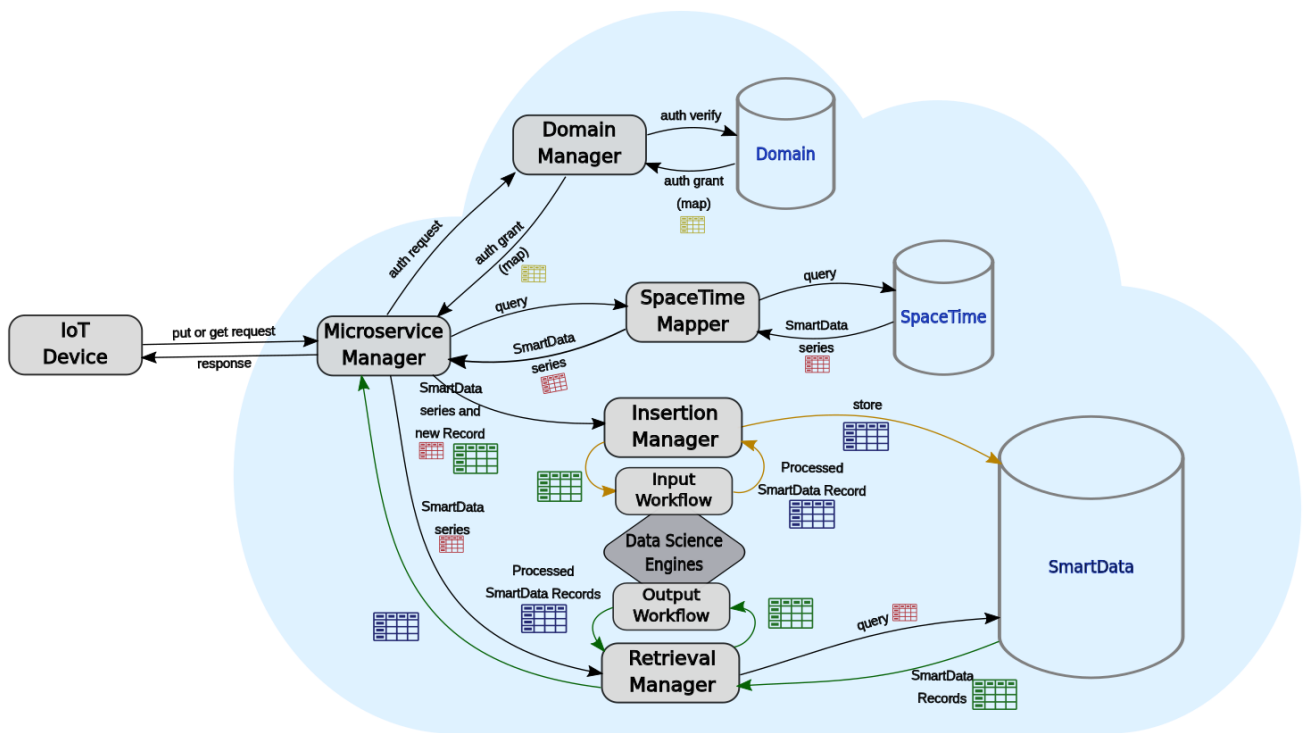 Domain
Manager
auth verify
Domain
auth grant
(map)
auth request
auth grant
(map)
IoT
Device
put or get request
response
Microservice
Manager
query
SmartData
series
SpaceTime
Mapper
query
SmartData
series
SpaceTime
SmartData
series and
new Record
Insertion
Manager
store
Input
Workflow
Processed
SmartData Record
SmartData
series
Data Science
Engines
Processed
SmartData Records
Output
Workflow
Retrieval
Manager
query
SmartData
Records
SmartData